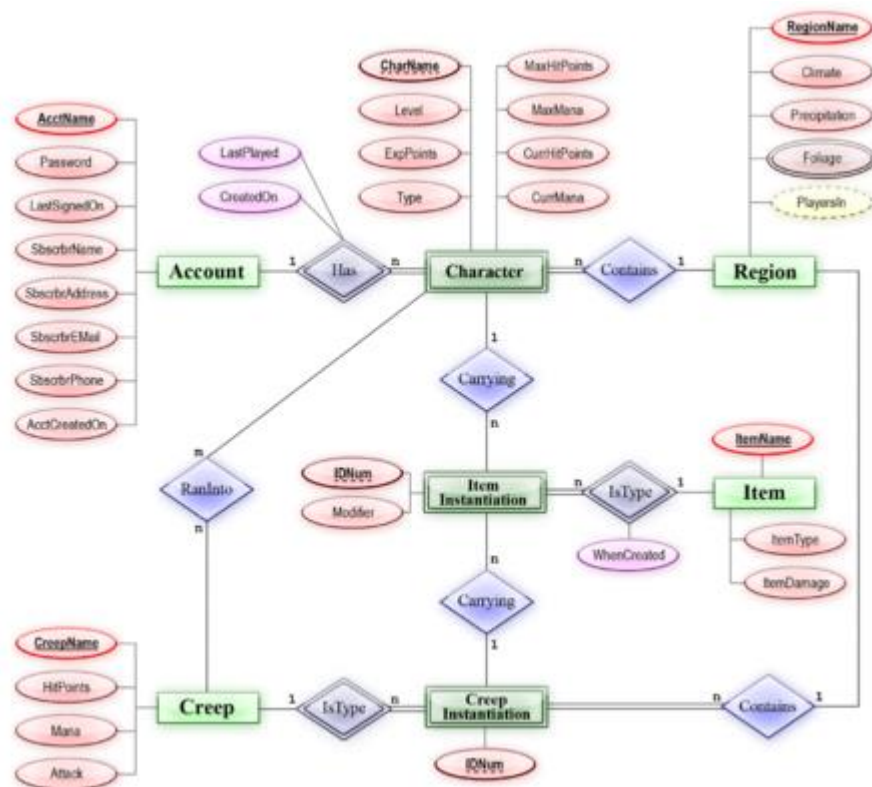 RegionName
CharName
MaxHitPoints
Climate
AcctName
Level
MaxMana
Precipitation
Password
LastPlayed
ExpPoints
CurrHitPoints
Foliage
LastSignedOn
CreatedOn
Type
CurrMana
PlayersIn
SbscrbrName
Account
1
Has
n
Character
n
Contains
1
Region
SbscrbrAddress
SbscrbrEMail
1
SbscrbrPhone
Carrying
AcctCreatedOn
n
ItemName
n
RanInto
IDNum
Modifier
Item
Instantiation
n
IsType
1
Item
n
WhenCreated
ItemType
n
ItemDamage
Carrying
CreepName
1
HitPoints
Creep
1
IsType
n
Creep
Instantiation
n
Contains
1
Mana
Attack
IDNum